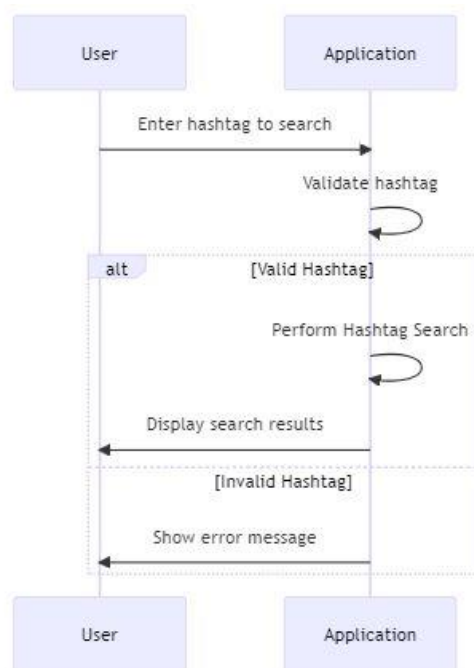 User Application
Enter hashtag to search
Validate hashtag
alt [Valid Hashtag]
Perform Hashtag Search
Display search results
[Invalid Hashtag]
Show error message
User Application